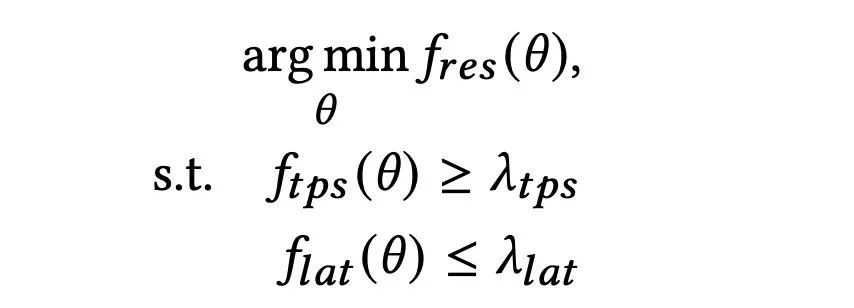 arg min f_res(θ),
θ
s.t. f_tps(θ) ≥ λ_tps
f_lat(θ) ≤ λ_lat